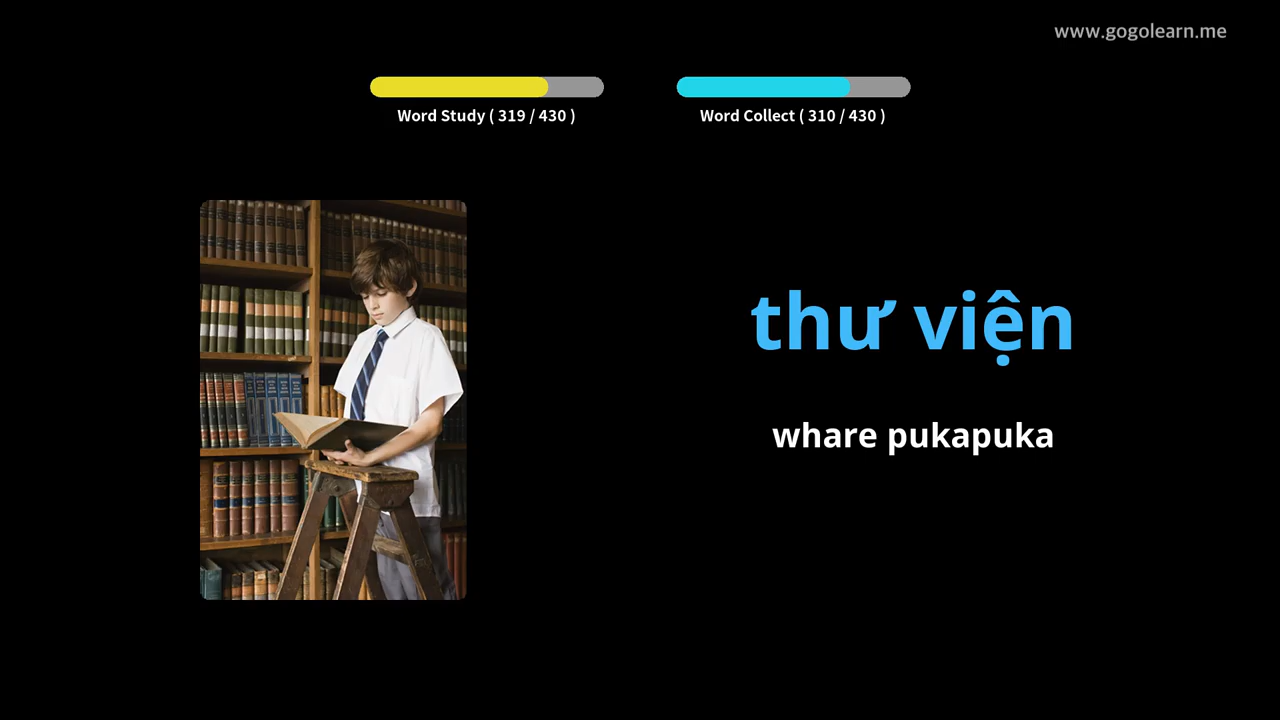 www.gogolearn.me
Word Study ( 319 / 430 )
Word Collect ( 310 / 430 )
thư viện
whare pukapuka